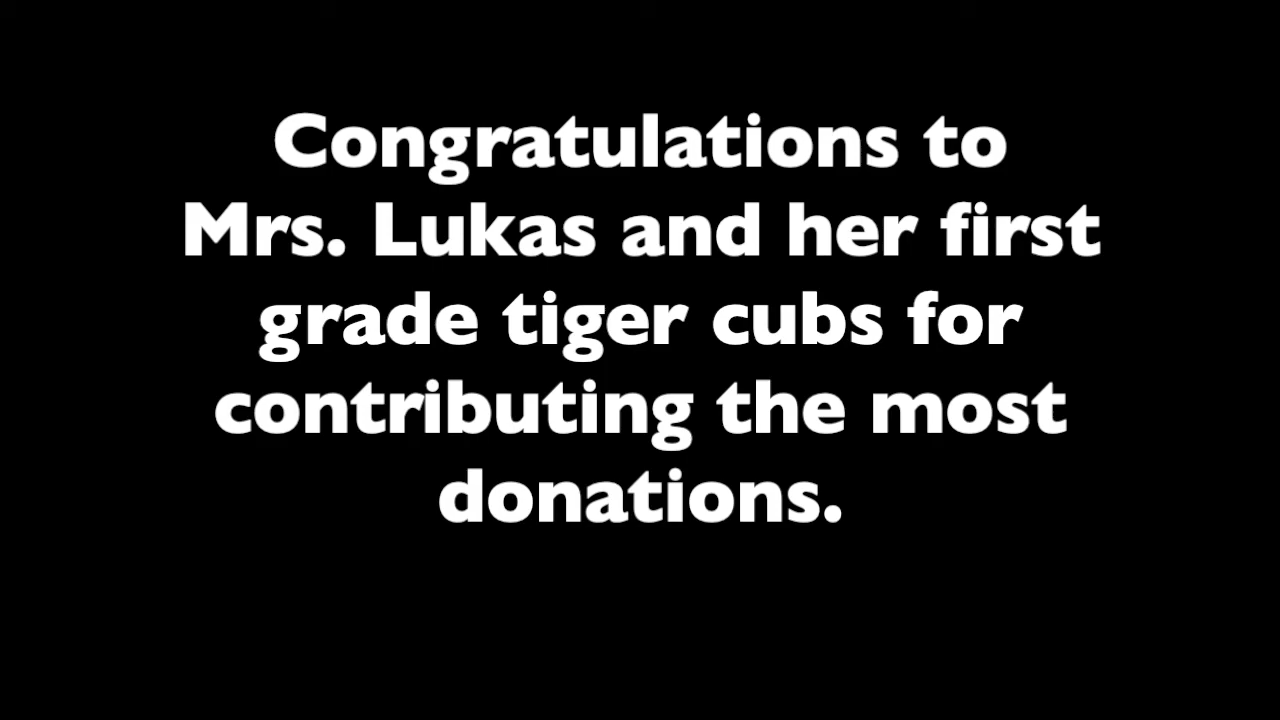 Congratulations to
Mrs. Lukas and her first
grade tiger cubs for
contributing the most
donations.